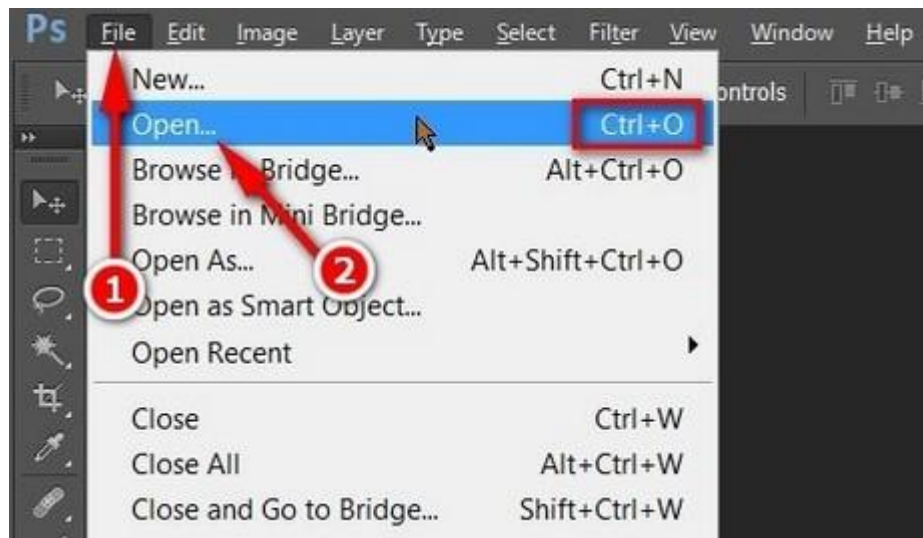 Ps File Edit Image Layer Type Select Filter View Window Help
New... Ctrl+N
ontrols
Open... Ctrl+O
Browse in Bridge... Alt+Ctrl+O
Browse in Mini Bridge...
Open As... Alt+Shift+Ctrl+O
1 2
Open as Smart Object...
Open Recent
Close Ctrl+W
Close All Alt+Ctrl+W
Close and Go to Bridge... Shift+Ctrl+W